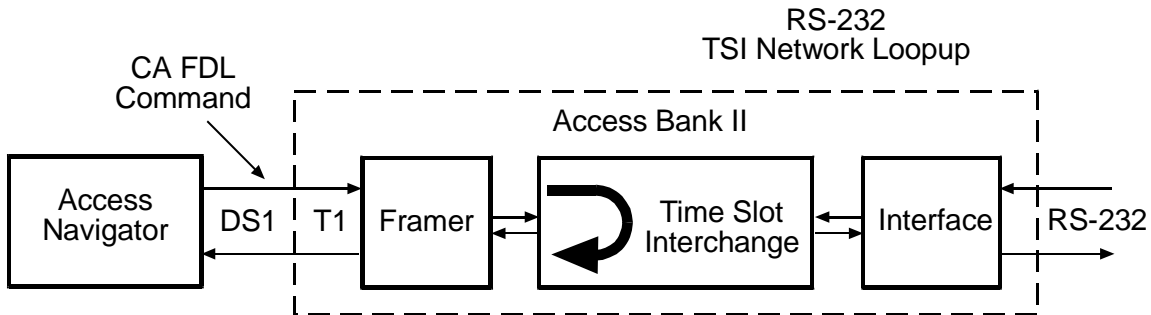 RS-232
TSI Network Loopup
CA FDL
Command
Access Bank II
Access
Navigator
DS1
T1
Framer
Time Slot
Interchange
Interface
RS-232